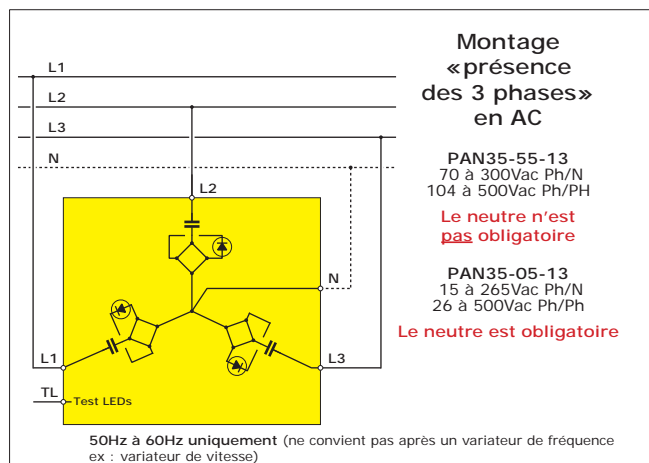 Montage
«présence
des 3 phases»
en AC
L1
L2
L3
N
PAN35-55-13
70 à 300Vac Ph/N
104 à 500Vac Ph/PH
Le neutre n'est
pas obligatoire
PAN35-05-13
15 à 265Vac Ph/N
26 à 500Vac Ph/Ph
Le neutre est obligatoire
L2
N
L1
L3
TL
Test LEDs
50Hz à 60Hz uniquement (ne convient pas après un variateur de fréquence
ex : variateur de vitesse)